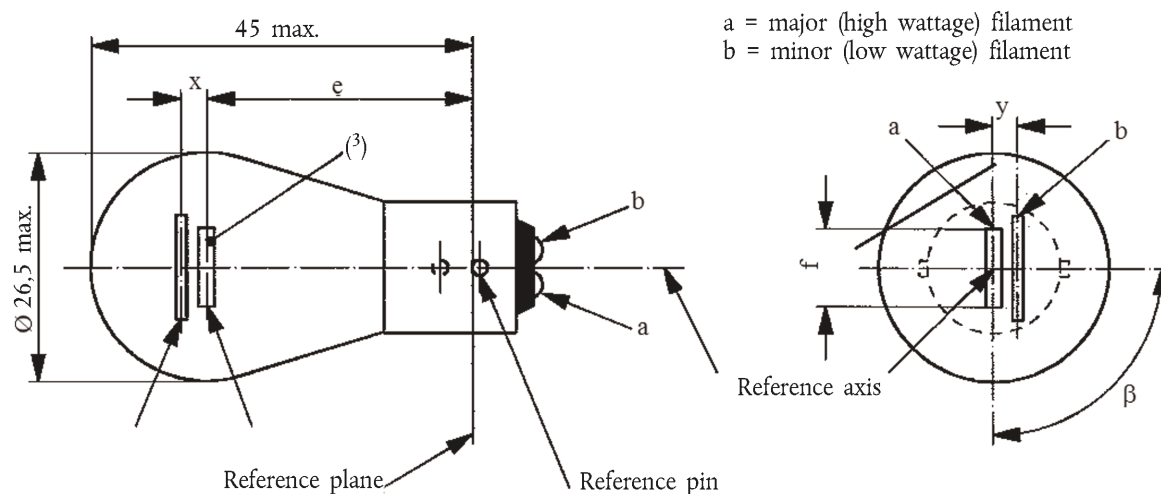 45 max.
a = major (high wattage) filament
b = minor (low wattage) filament
x
e
y
a
b
(³)
Ø 26,5 max.
b
f
a
Reference axis
β
Reference plane
Reference pin